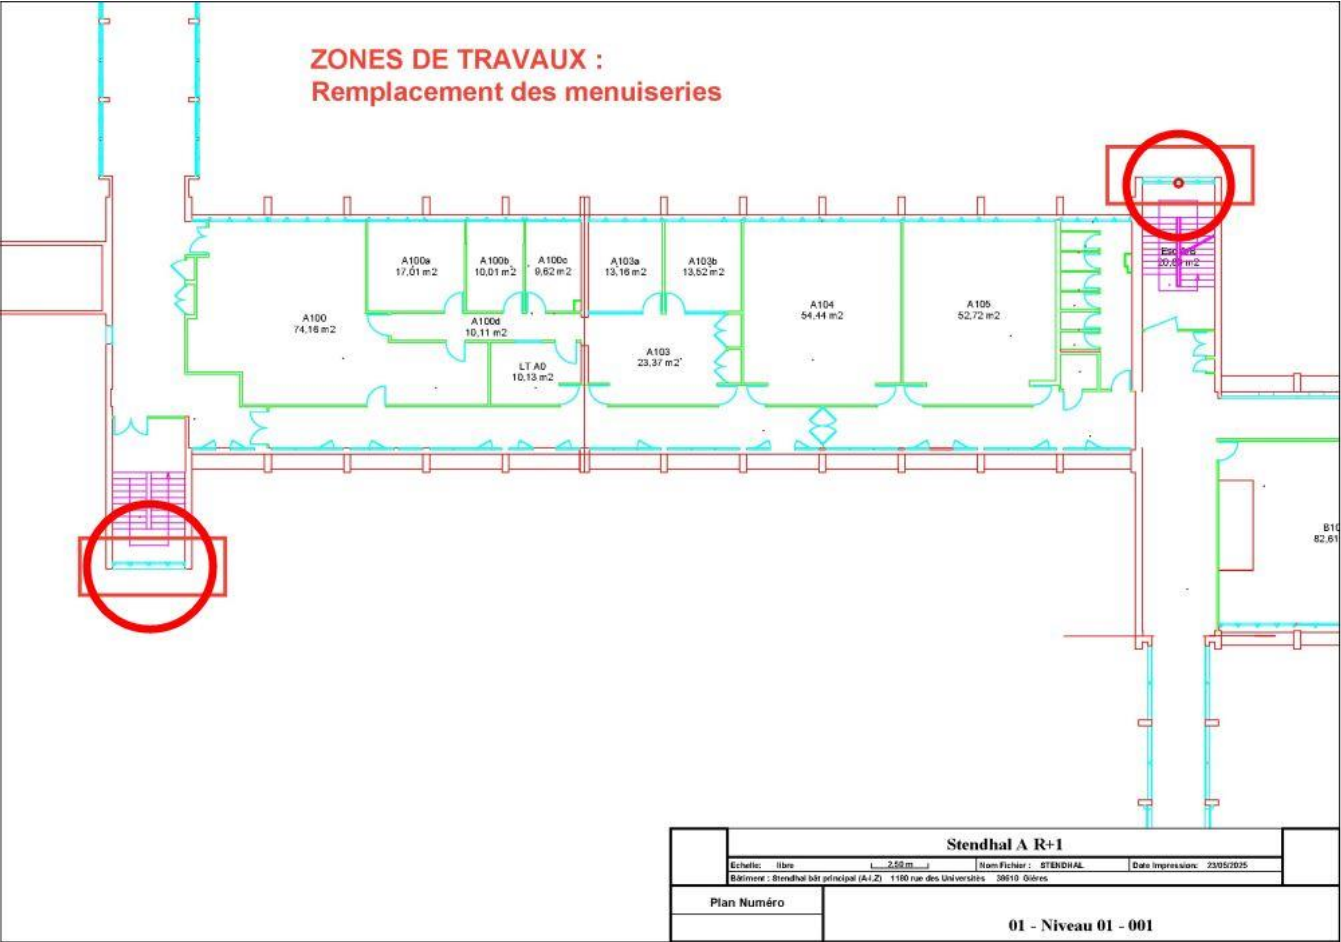 ZONES DE TRAVAUX :
Remplacement des menuiseries
A100a
17,01 m2
A100b
10,01 m2
A100c
9,62 m2
A103a
13,16 m2
A103b
13,52 m2
A100
74,16 m2
A100d
10,11 m2
LT A0
10,13 m2
A103
23,37 m2
A104
54,44 m2
A105
52,72 m2
B10
82,61
Stendhal A R+1
Echelle: libre
2.50 m
Nom Fichier : STENDHAL
Date Impression: 23/05/2025
Bâtiment : Stendhal bât principal (A-I,Z) 1180 rue des Universités 38610 Gières
Plan Numéro
01 - Niveau 01 - 001